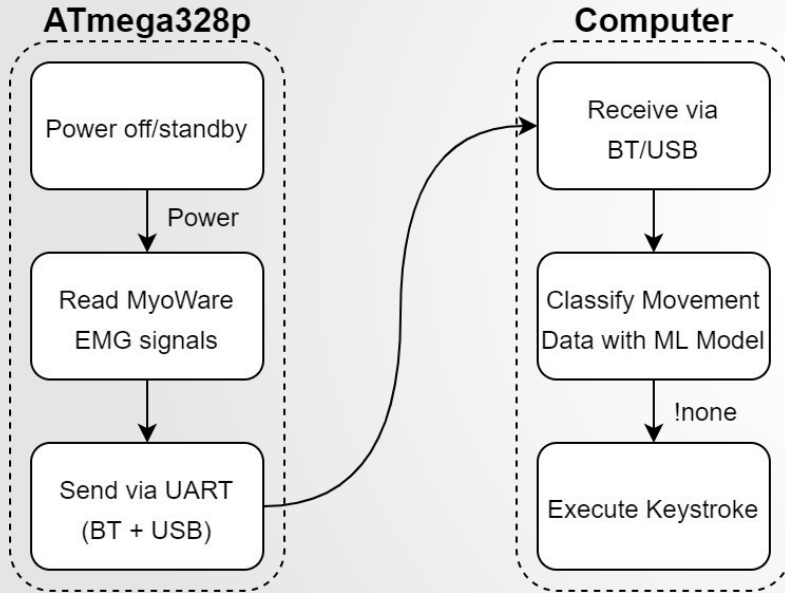 ATmega328p
Power off/standby
Power
Read MyoWare
EMG signals
Send via UART
(BT + USB)
Computer
Receive via
BT/USB
Classify Movement
Data with ML Model
!none
Execute Keystroke